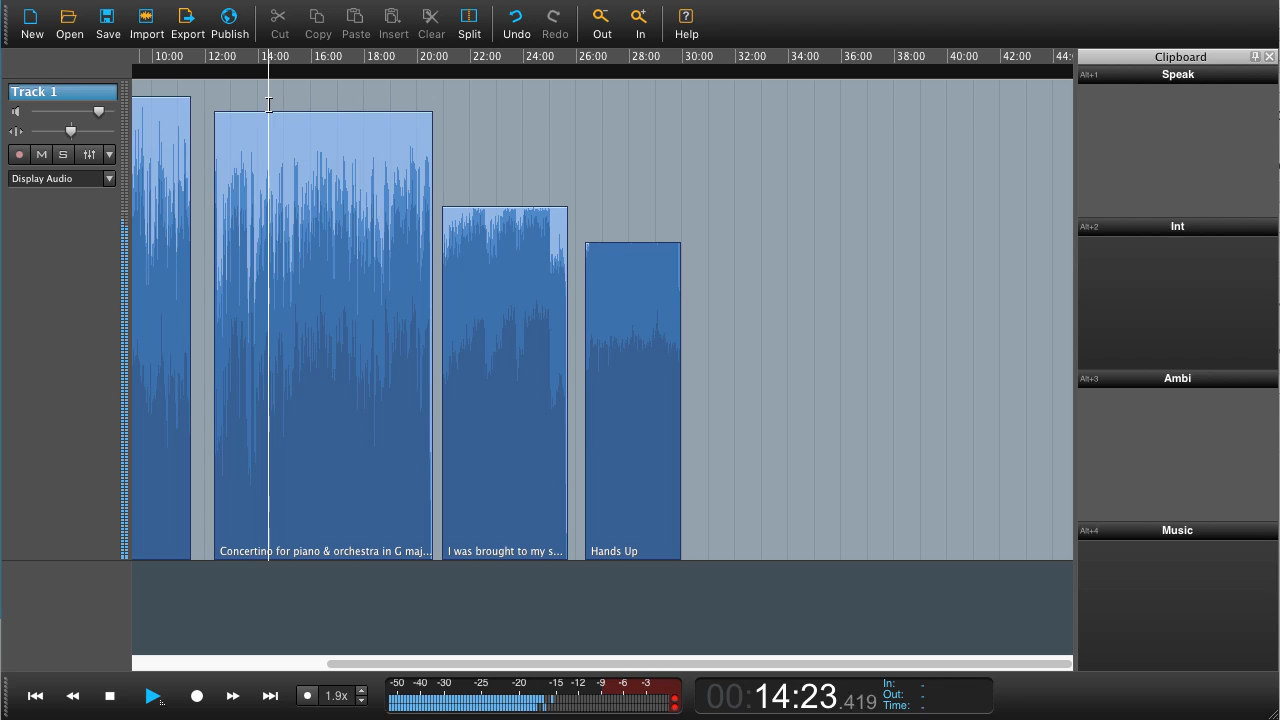 New Open Save Import Export Publish Cut Copy Paste Insert Clear Split Undo Redo Out In Help
10:00 12:00 14:00 16:00 18:00 20:00 22:00 24:00 26:00 28:00 30:00 32:00 34:00 36:00 38:00 40:00 42:00 44:
Clipboard
Alt+1 Speak
Track 1
M S
Display Audio
Alt+2 Int
Alt+3 Ambi
Alt+4 Music
Concertino for piano & orchestra in G maj... I was brought to my s... Hands Up
1.9x
-50 -40 -30 -25 -20 -15 -12 -9 -6 -3
00:14:23.419
In: -
Out: -
Time: -